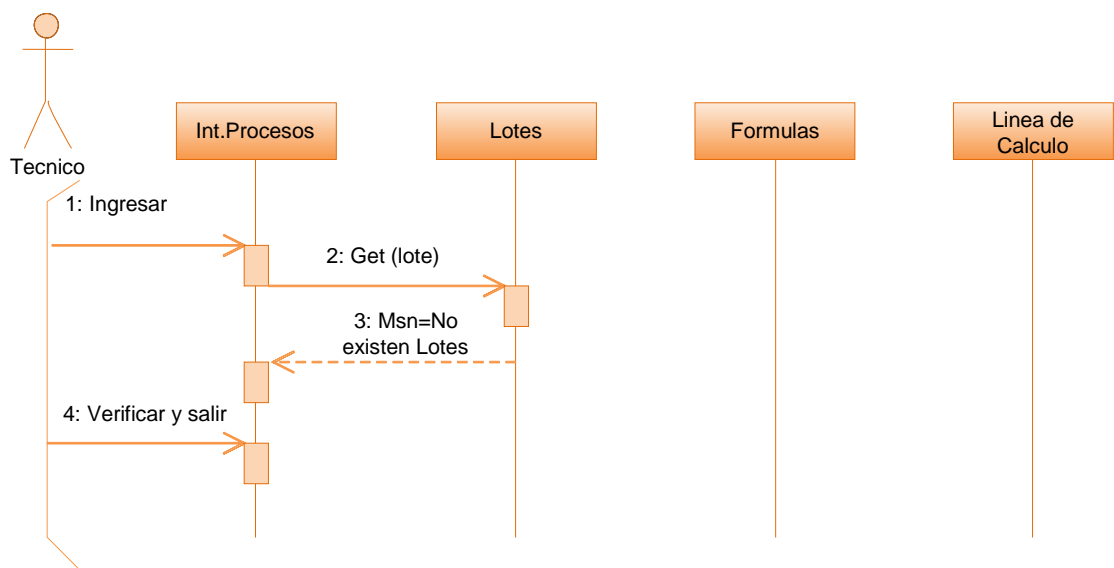 Tecnico
Int.Procesos
Lotes
Formulas
Linea de
Calculo
1: Ingresar
2: Get (lote)
3: Msn=No
existen Lotes
4: Verificar y salir